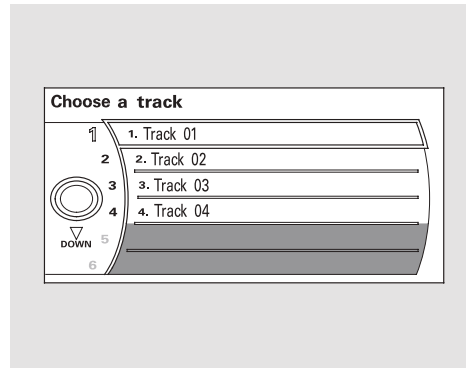 Choose a track
1 1. Track 01
2 2. Track 02
3 3. Track 03
4 4. Track 04
DOWN 5
6